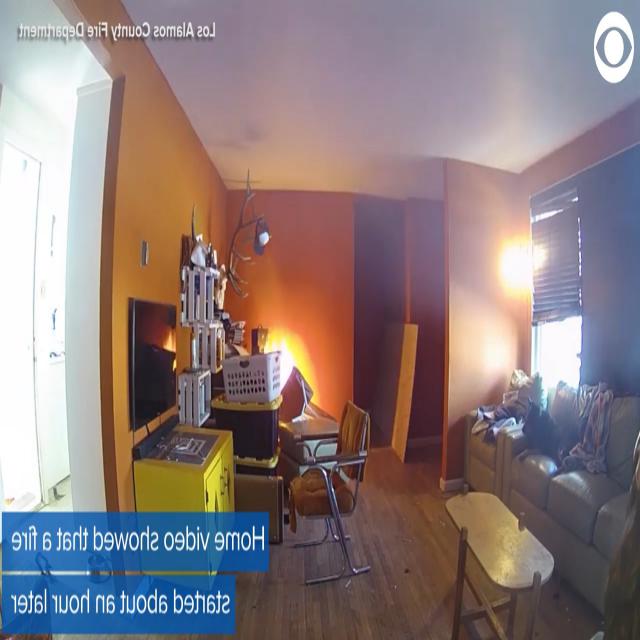 Los Alamos County Fire Department
Home video showed that a fire
started about an hour later